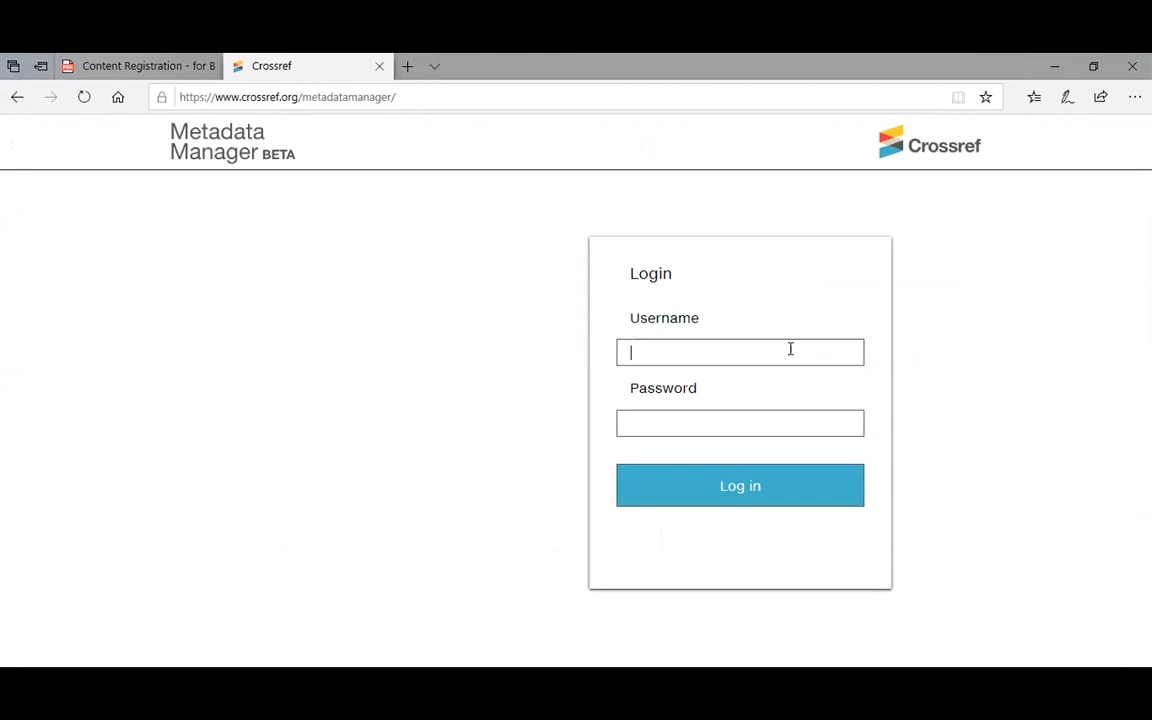 Content Registration - for B
Crossref
https://www.crossref.org/metadatamanager/
Metadata
Manager BETA
Crossref
Login
Username
Password
Log in